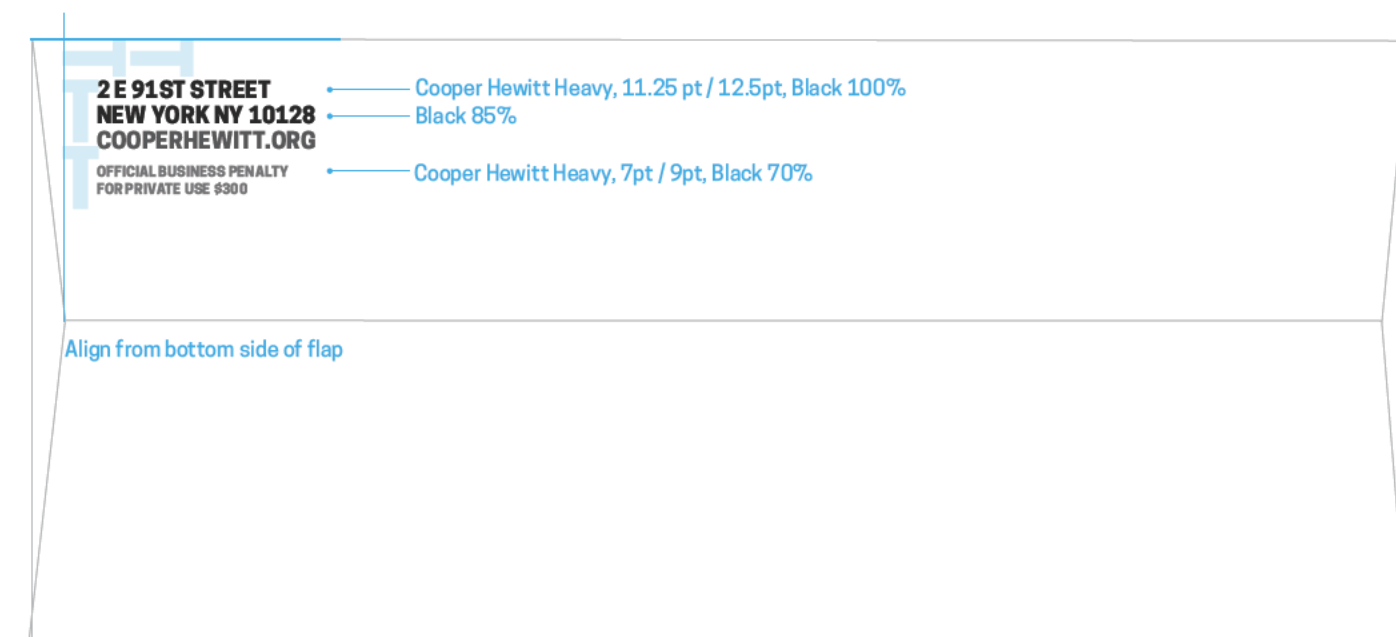 2 E 91ST STREET
NEW YORK NY 10128
COOPERHEWITT.ORG
OFFICIAL BUSINESS PENALTY
FOR PRIVATE USE $300
Cooper Hewitt Heavy, 11.25 pt / 12.5pt, Black 100%
Black 85%
Cooper Hewitt Heavy, 7pt / 9pt, Black 70%
Align from bottom side of flap